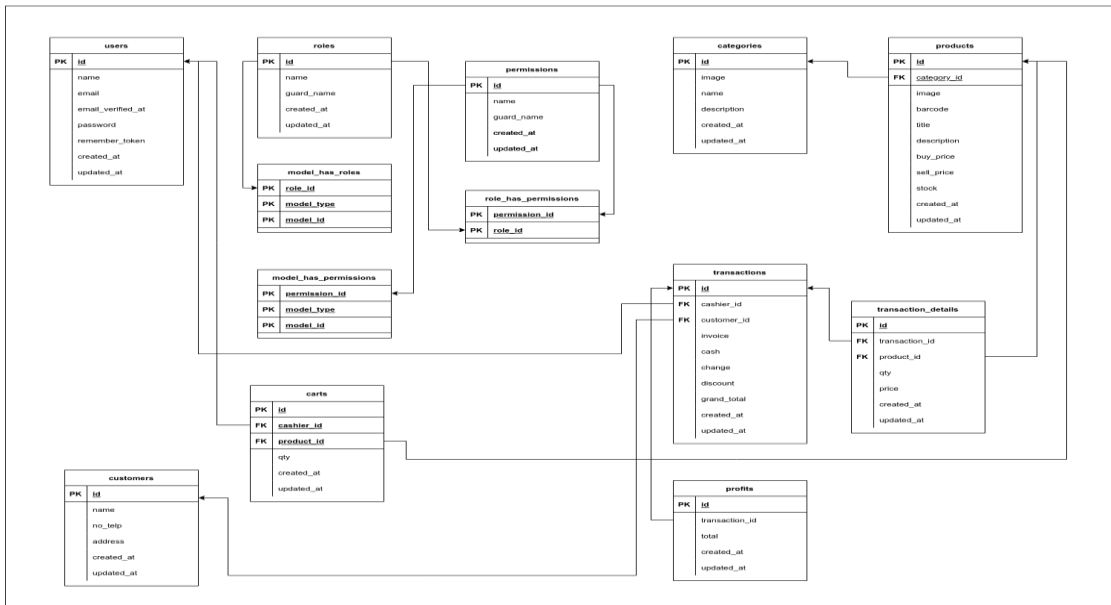 users
PK id
name
email
email_verified_at
password
remember_token
created_at
updated_at
roles
PK id
name
guard_name
created_at
updated_at
permissions
PK id
name
guard_name
created_at
updated_at
categories
PK id
image
name
description
created_at
updated_at
products
PK id
FK category_id
image
barcode
title
description
buy_price
sell_price
stock
created_at
updated_at
model_has_roles
PK role_id
PK model_type
PK model_id
role_has_permissions
PK permission_id
PK role_id
model_has_permissions
PK permission_id
PK model_type
PK model_id
transactions
PK id
FK cashier_id
FK customer_id
invoice
cash
change
discount
grand_total
created_at
updated_at
transaction_details
PK id
FK transaction_id
FK product_id
qty
price
created_at
updated_at
carts
PK id
FK cashier_id
FK product_id
qty
created_at
updated_at
customers
PK id
name
no_telp
address
created_at
updated_at
profits
PK id
transaction_id
total
created_at
updated_at